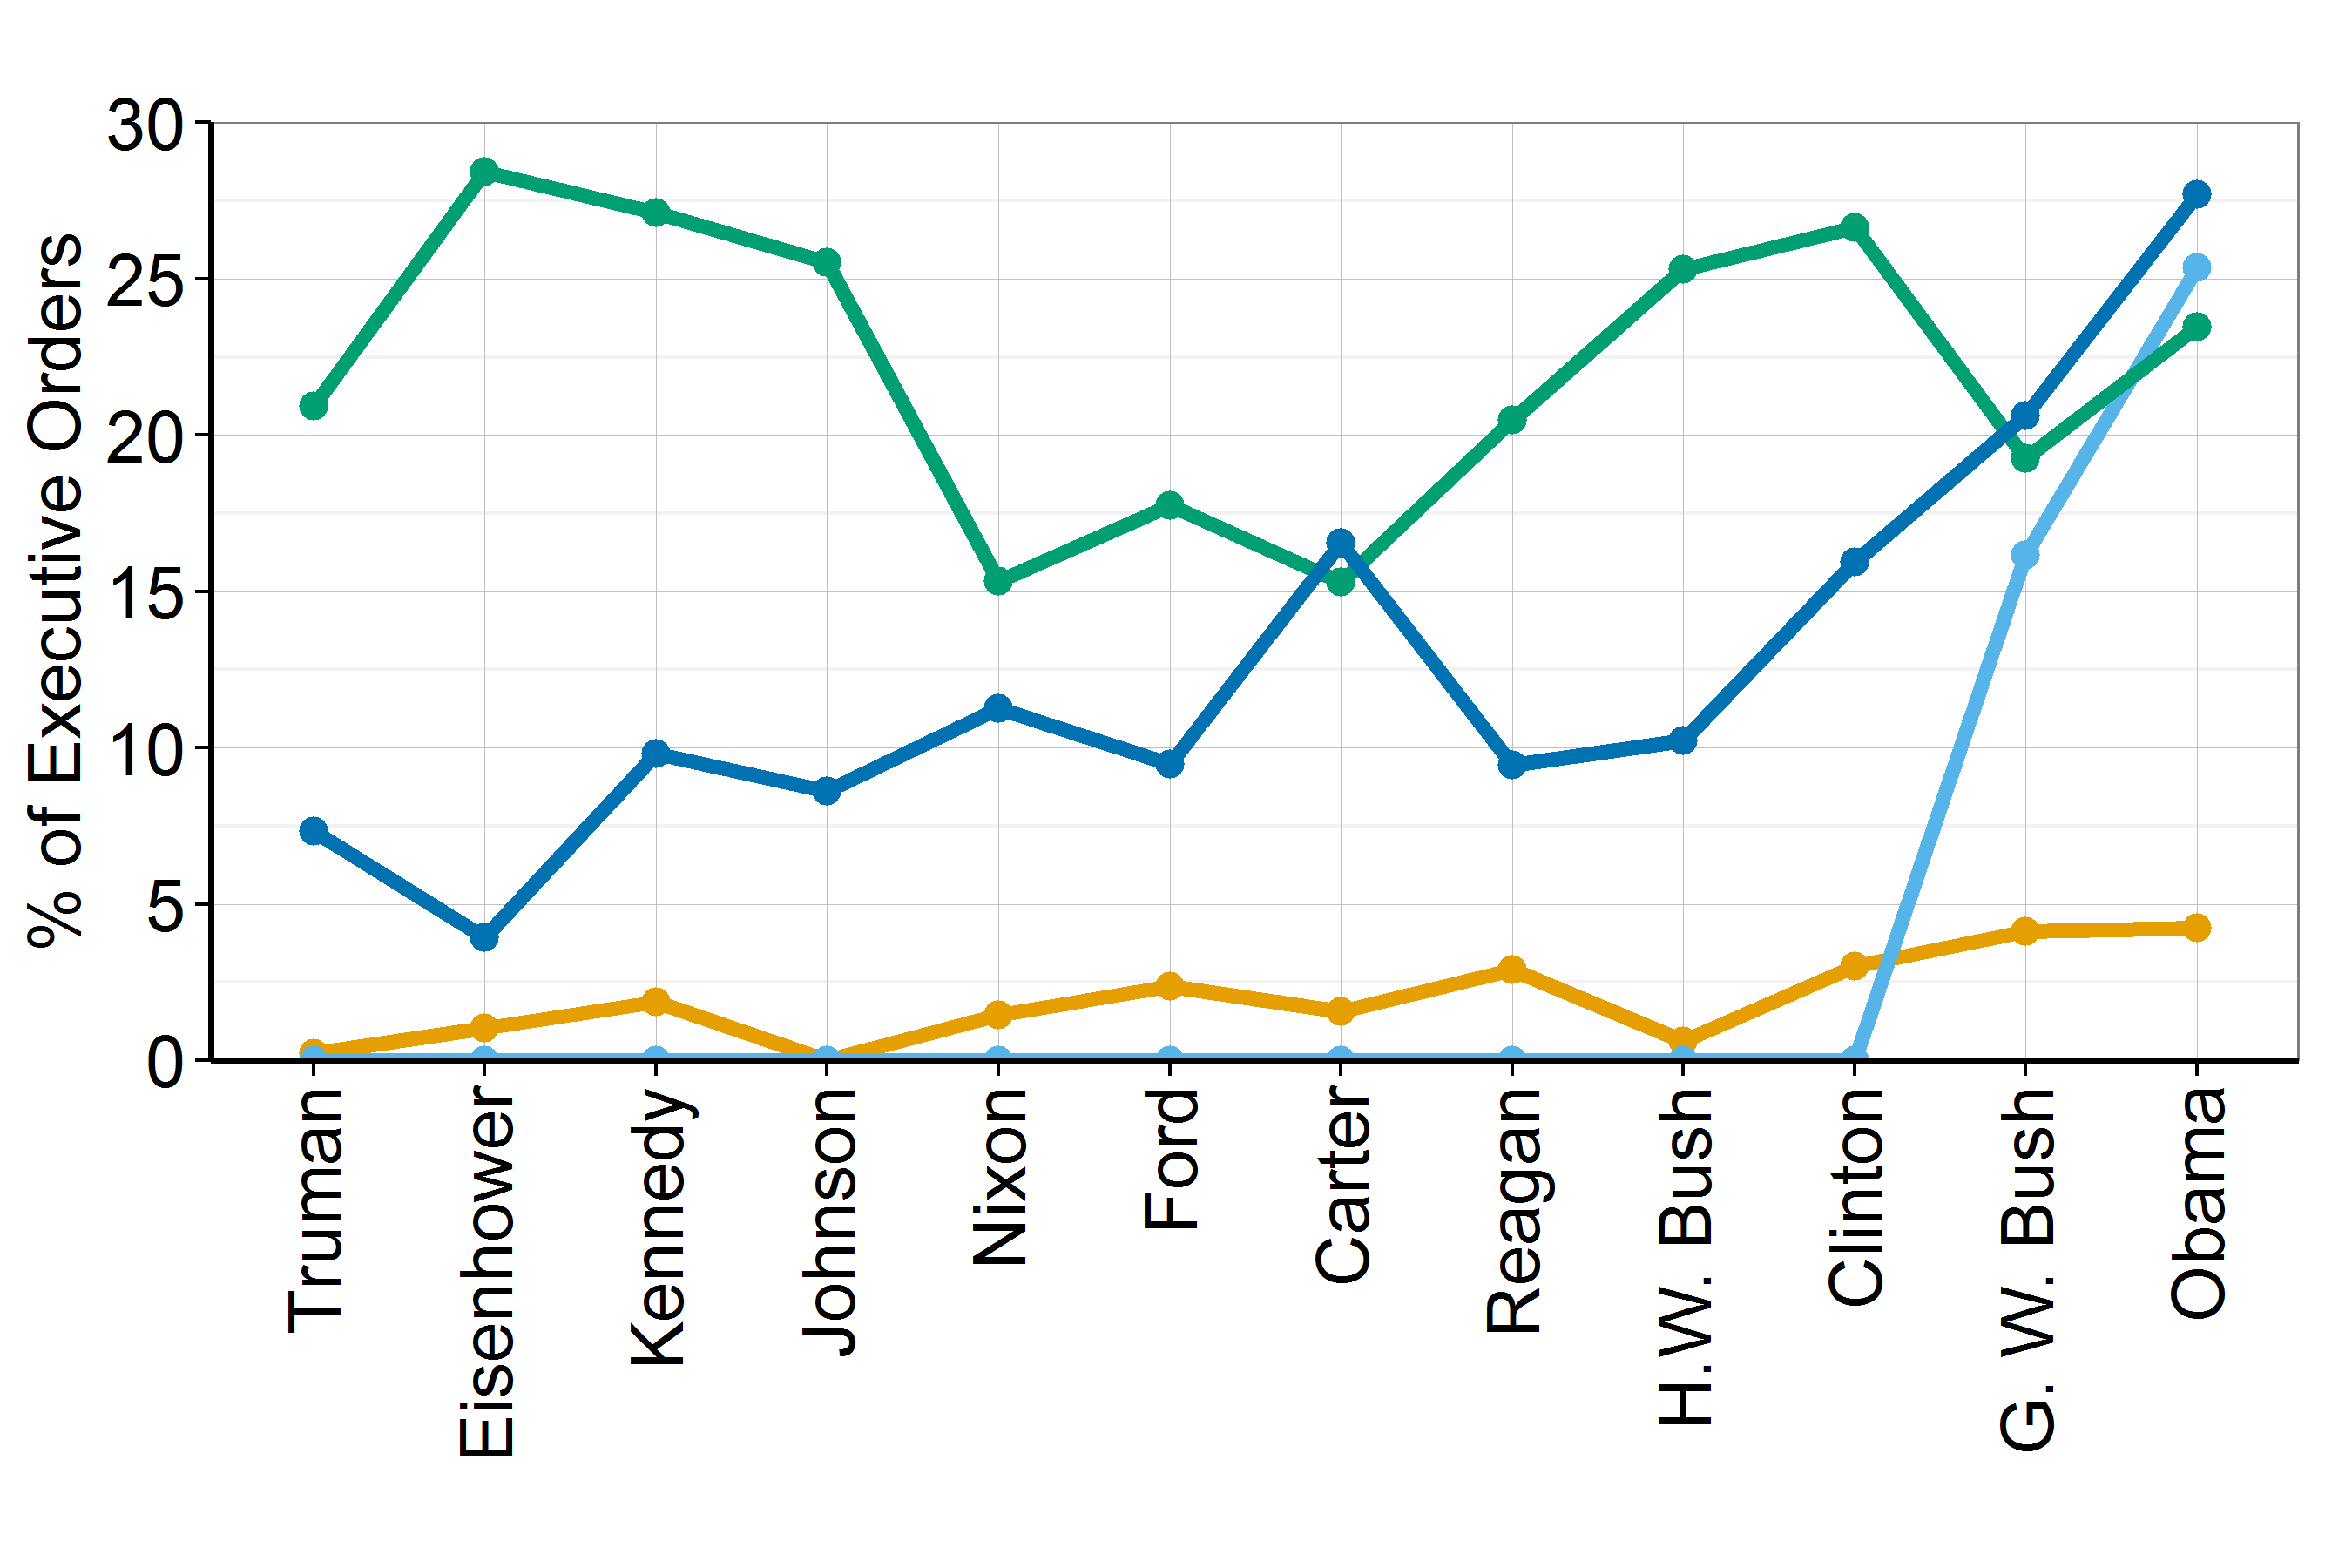 % of Executive Orders
30
25
20
15
10
5
0
Truman
Eisenhower
Kennedy
Johnson
Nixon
Ford
Carter
Reagan
H.W. Bush
Clinton
G. W. Bush
Obama